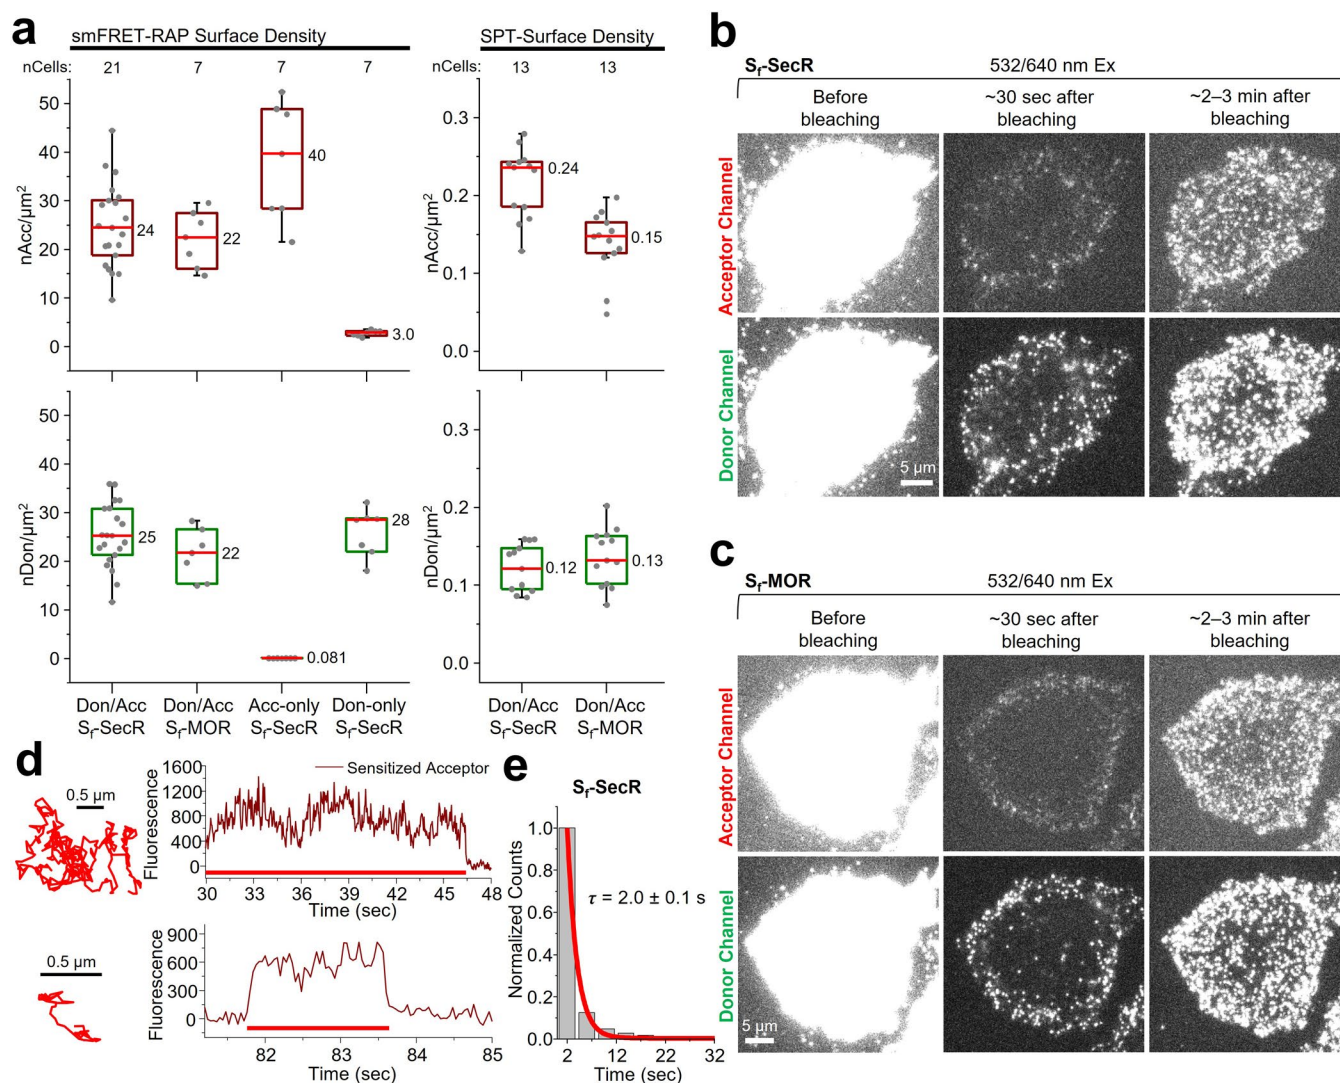 a
smFRET-RAP Surface Density
SPT-Surface Density
nCells: 21 7 7 7
13 13
nAcc/µm²
50
40
30
20
10
0
24
22
40
3.0
nAcc/µm²
0.3
0.2
0.1
0.0
0.24
0.15
nDon/µm²
50
40
30
20
10
0
25
22
0.081
28
nDon/µm²
0.3
0.2
0.1
0.0
0.12
0.13
Don/Acc Don/Acc Acc-only Don-only
Sf-SecR Sf-MOR Sf-SecR Sf-SecR
Don/Acc Don/Acc
Sf-SecR Sf-MOR
b
Sf-SecR 532/640 nm Ex
Before ~30 sec after ~2–3 min after
bleaching bleaching bleaching
Acceptor Channel
Donor Channel
5 µm
c
Sf-MOR 532/640 nm Ex
Before ~30 sec after ~2–3 min after
bleaching bleaching bleaching
Acceptor Channel
Donor Channel
5 µm
d
0.5 µm
Fluorescence
1600
1200
800
400
0
Sensitized Acceptor
30 33 36 39 42 45 48
Time (sec)
0.5 µm
Fluorescence
900
600
300
0
82 83 84 85
Time (sec)
e
Sf-SecR
Normalized Counts
1.0
0.8
0.6
0.4
0.2
0.0
τ = 2.0 ± 0.1 s
2 12 22 32
Time (sec)